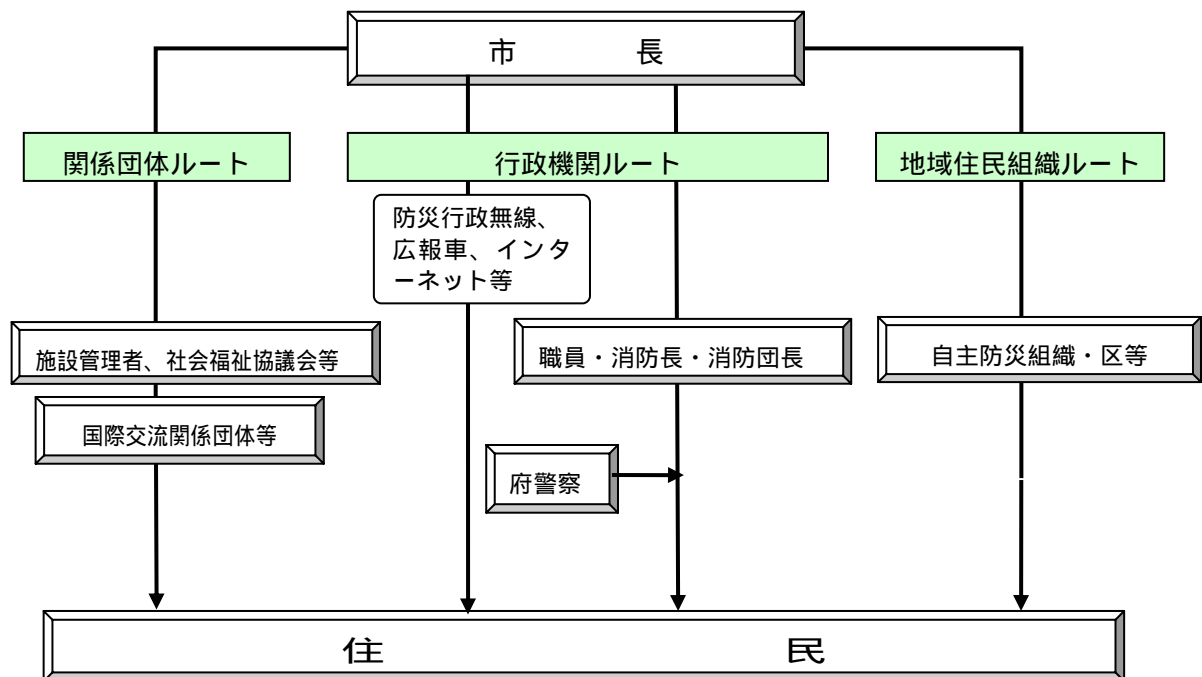 市　　　　長
関係団体ルート
行政機関ルート
地域住民組織ルート
防災行政無線、
広報車、インタ
ーネット等
施設管理者、社会福祉協議会等
職員・消防長・消防団長
自主防災組織・区等
国際交流関係団体等
府警察
住　　　　民